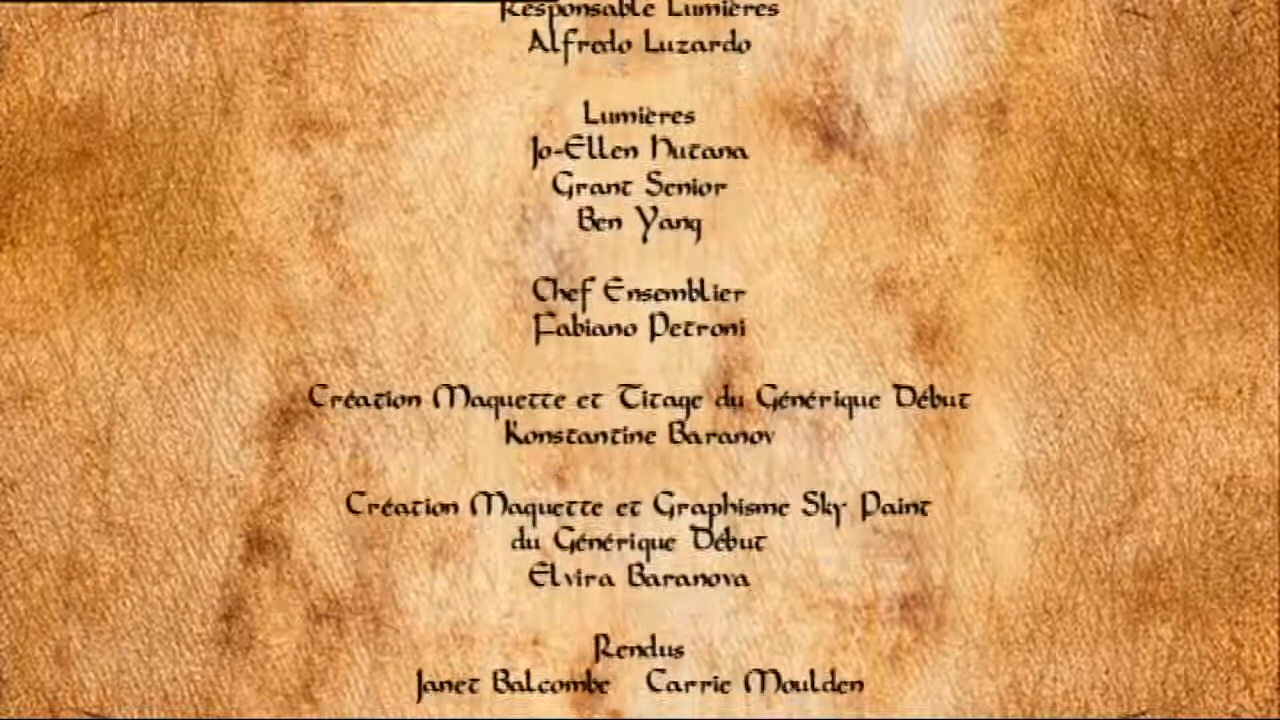 Responsable Lumières
Alfredo Luzardo
Lumières
Jo-Ellen Nutana
Grant Senior
Ben Yang
Chef Ensemblier
Fabiano Petroni
Création Maquette et Titage du Générique Début
Konstantine Baranov
Création Maquette et Graphisme Sky Paint
du Générique Début
Elvira Baranova
Rendus
Janet Balcombe Carrie Moulden